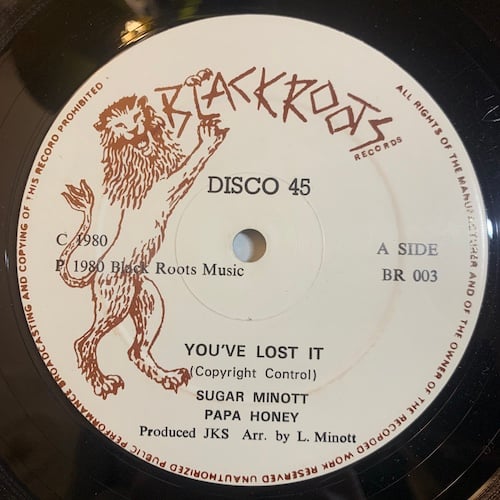 BLACKROOTS
RECORDS
DISCO 45
C 1980
P 1980 Black Roots Music
A SIDE
BR 003
YOU'VE LOST IT
(Copyright Control)
SUGAR MINOTT
PAPA HONEY
Produced JKS Arr. by L. Minott
ALL RIGHTS OF THE MANUFACTURER AND OF THE OWNER OF THE RECORDED WORK RESERVED UNAUTHORIZED PUBLIC PERFORMANCE BROADCASTING AND COPYING OF THIS RECORD PROHIBITED